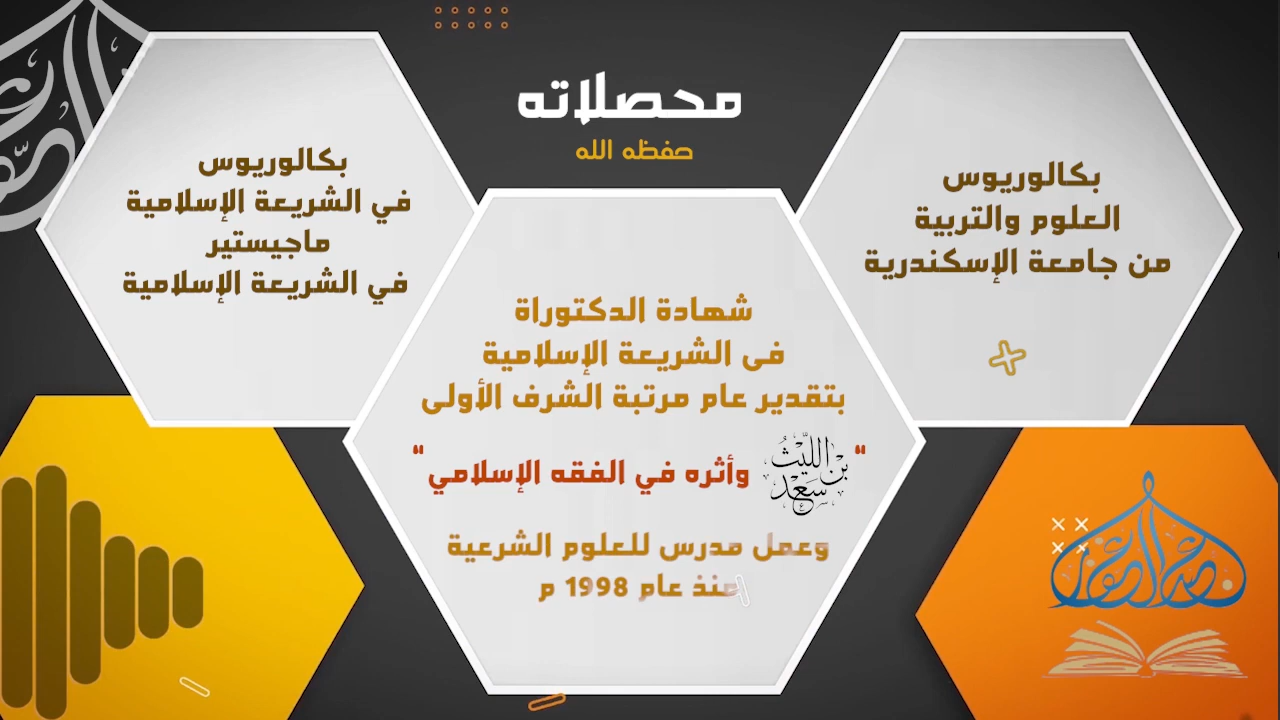 محصلاته
حفظه الله
بكالوريوس
العلوم والتربية
من جامعة الإسكندرية
بكالوريوس
في الشريعة الإسلامية
ماجيستير
في الشريعة الإسلامية
شهادة الدكتوراة
فى الشريعة الإسلامية
بتقدير عام مرتبة الشرف الأولى
" الليث بن سعد وأثره في الفقه الإسلامي "
وعمل مدرس للعلوم الشرعية
منذ عام 1998 م